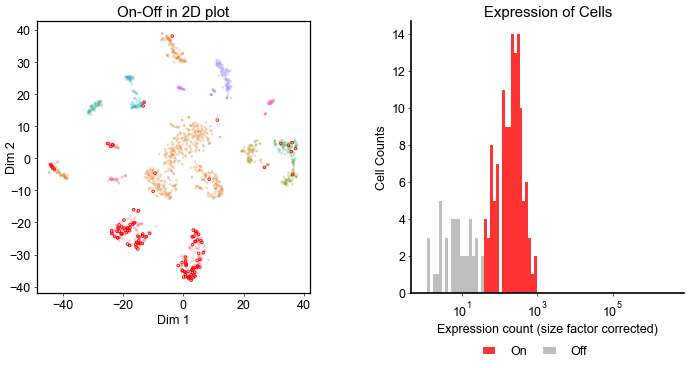 On-Off in 2D plot
40
30
20
10
0
−10
−20
−30
−40
Dim 2
−40 −20 0 20 40
Dim 1
Expression of Cells
14
12
10
8
6
4
2
0
Cell Counts
10^1 10^3 10^5
Expression count (size factor corrected)
On Off